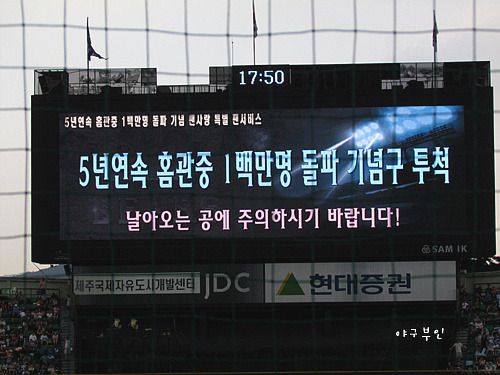 17:50
5년연속 홈관중 1백만명 돌파 기념 팬사랑 특별 팬서비스
5년연속 홈관중 1백만명 돌파 기념구 투척
날아오는 공에 주의하시기 바랍니다!
SAM IK
제주국제자유도시개발센터 JDC 현대증권
야구부인